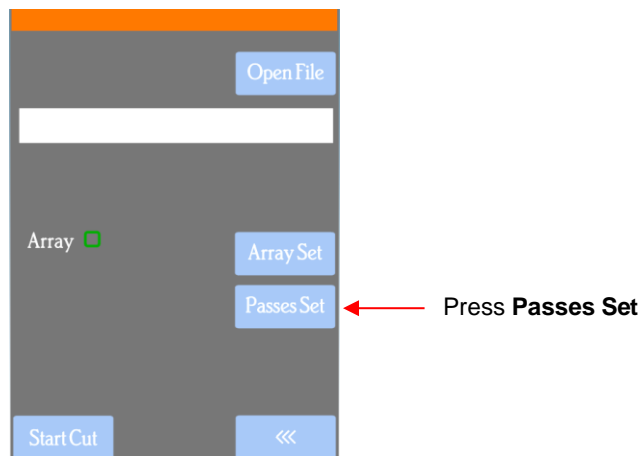 Open File
Array
Array Set
Passes Set
Press Passes Set
Start Cut
<<<